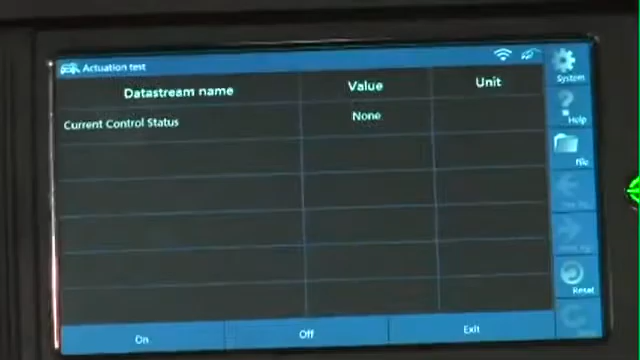 Actuation test
System
Datastream name Value Unit
Current Control Status None
Help
File
Reset
On Off Exit